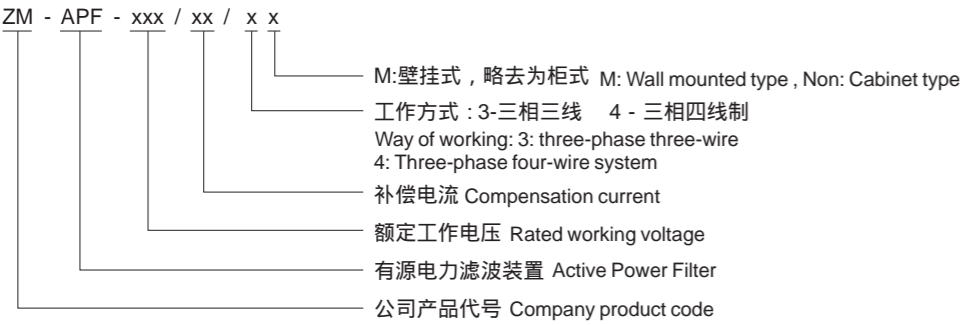 ZM - APF - xxx / xx / x x
M:壁挂式，略去为柜式 M: Wall mounted type , Non: Cabinet type
工作方式 : 3-三相三线 4 - 三相四线制
Way of working: 3: three-phase three-wire
4: Three-phase four-wire system
补偿电流 Compensation current
额定工作电压 Rated working voltage
有源电力滤波装置 Active Power Filter
公司产品代号 Company product code